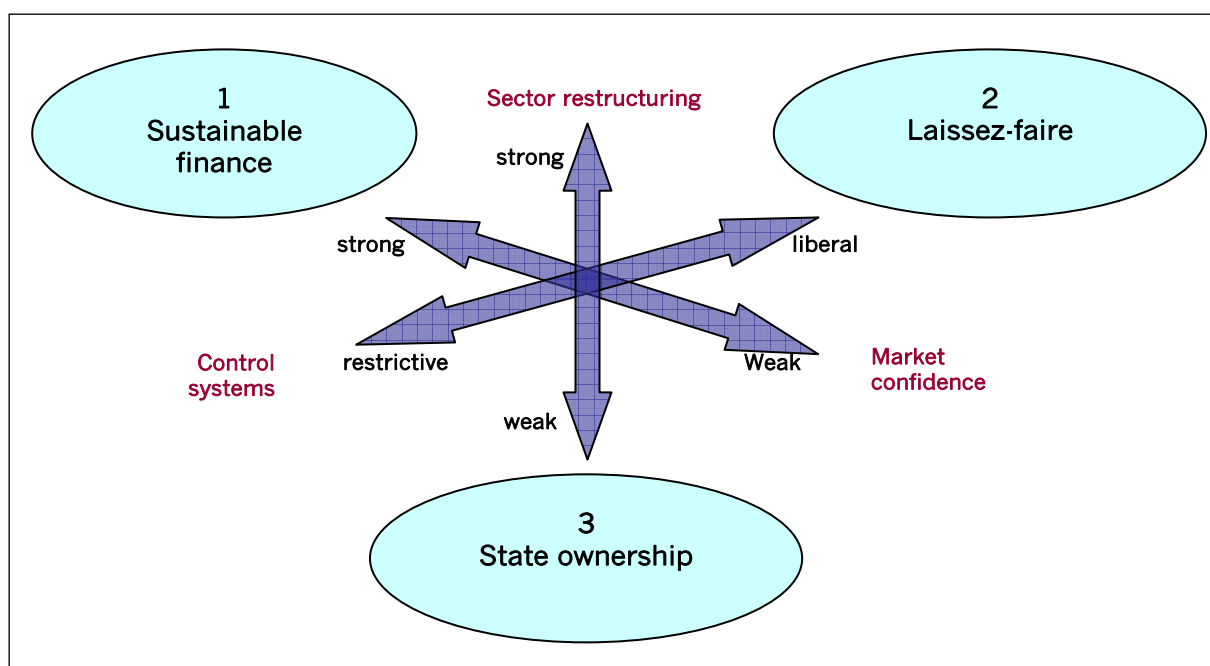 1
Sustainable
finance
2
Laissez-faire
Sector restructuring
strong
strong
liberal
Control
systems
restrictive
Weak
Market
confidence
weak
3
State ownership